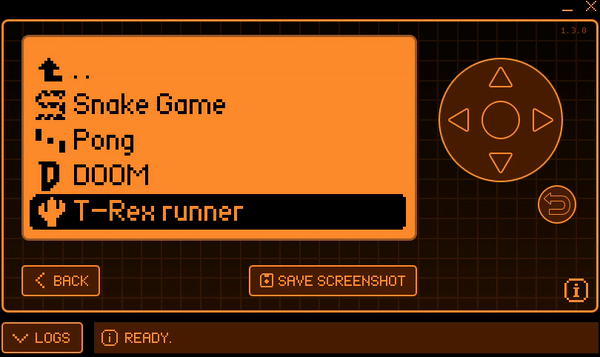 1.3.0
..
Snake Game
Pong
DOOM
T-Rex runner
BACK
SAVE SCREENSHOT
LOGS
READY.